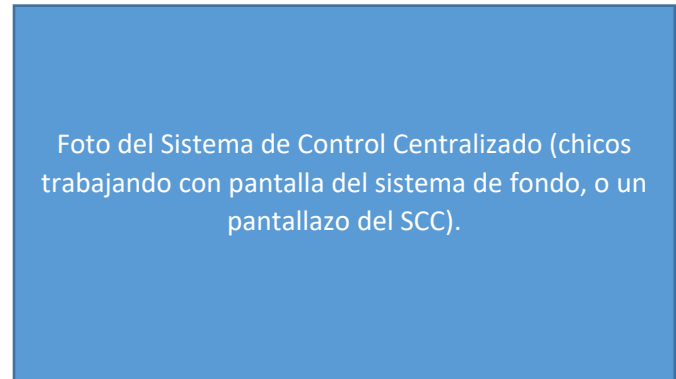 Foto del Sistema de Control Centralizado (chicos
trabajando con pantalla del sistema de fondo, o un
pantallazo del SCC).